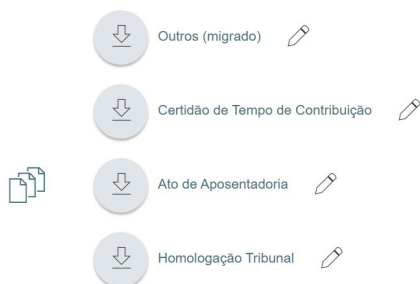 Outros (migrado)
Certidão de Tempo de Contribuição
Ato de Aposentadoria
Homologação Tribunal